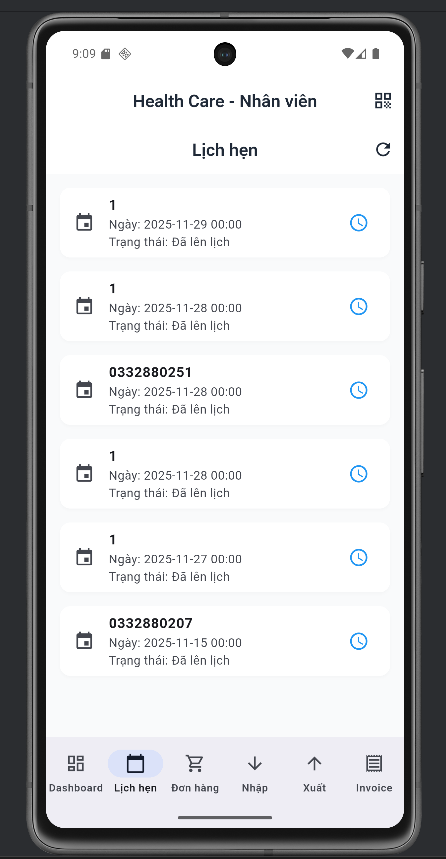 9:09
Health Care - Nhân viên
Lịch hẹn
1
Ngày: 2025-11-29 00:00
Trạng thái: Đã lên lịch
1
Ngày: 2025-11-28 00:00
Trạng thái: Đã lên lịch
0332880251
Ngày: 2025-11-28 00:00
Trạng thái: Đã lên lịch
1
Ngày: 2025-11-28 00:00
Trạng thái: Đã lên lịch
1
Ngày: 2025-11-27 00:00
Trạng thái: Đã lên lịch
0332880207
Ngày: 2025-11-15 00:00
Trạng thái: Đã lên lịch
Dashboard Lịch hẹn Đơn hàng Nhập Xuất Invoice